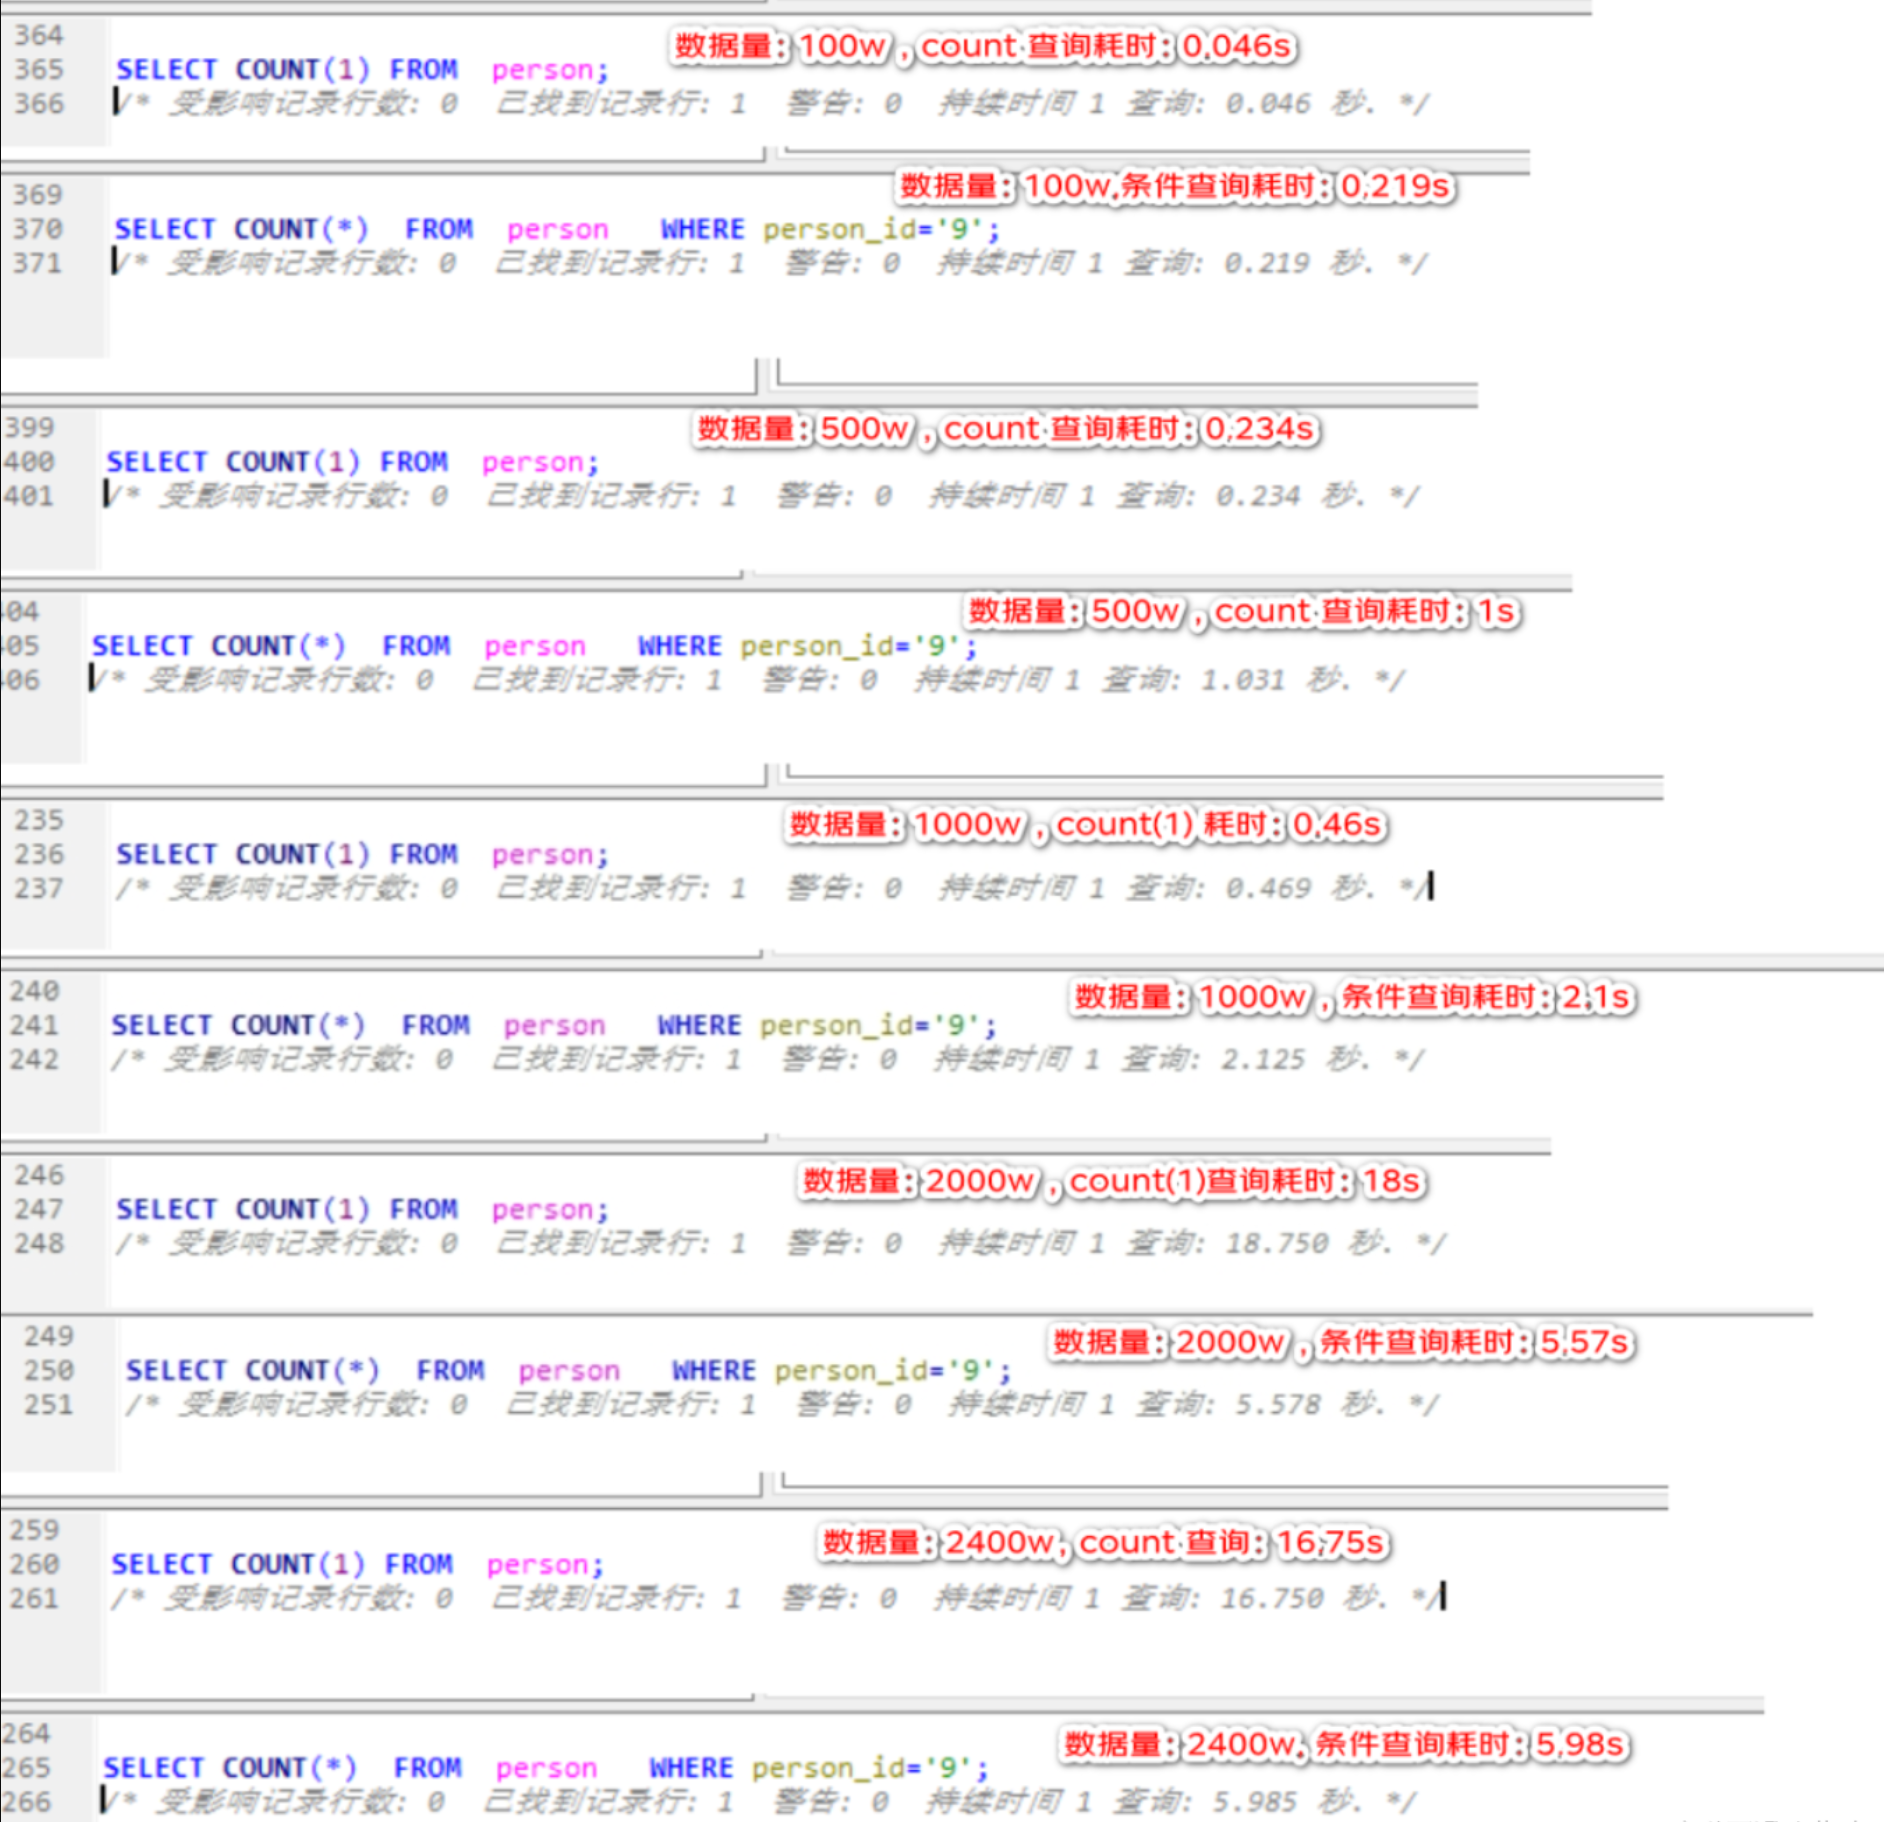 364
数据量：100w，count 查询耗时：0.046s
365 SELECT COUNT(1) FROM person;
366 /* 受影响记录行数: 0 已找到记录行: 1 警告: 0 持续时间 1 查询: 0.046 秒. */
数据量：100w,条件查询耗时：0.219s
369
370 SELECT COUNT(*) FROM person WHERE person_id='9';
371 /* 受影响记录行数: 0 已找到记录行: 1 警告: 0 持续时间 1 查询: 0.219 秒. */
399 数据量：500w，count 查询耗时：0.234s
400 SELECT COUNT(1) FROM person;
401 /* 受影响记录行数: 0 已找到记录行: 1 警告: 0 持续时间 1 查询: 0.234 秒. */
04 数据量：500w，count 查询耗时：1s
05 SELECT COUNT(*) FROM person WHERE person_id='9';
06 /* 受影响记录行数: 0 已找到记录行: 1 警告: 0 持续时间 1 查询: 1.031 秒. */
235 数据量：1000w，count(1) 耗时：0.46s
236 SELECT COUNT(1) FROM person;
237 /* 受影响记录行数: 0 已找到记录行: 1 警告: 0 持续时间 1 查询: 0.469 秒. */
240 数据量：1000w，条件查询耗时：2.1s
241 SELECT COUNT(*) FROM person WHERE person_id='9';
242 /* 受影响记录行数: 0 已找到记录行: 1 警告: 0 持续时间 1 查询: 2.125 秒. */
246 数据量：2000w，count(1)查询耗时：18s
247 SELECT COUNT(1) FROM person;
248 /* 受影响记录行数: 0 已找到记录行: 1 警告: 0 持续时间 1 查询: 18.750 秒. */
249 数据量：2000w，条件查询耗时：5.57s
250 SELECT COUNT(*) FROM person WHERE person_id='9';
251 /* 受影响记录行数: 0 已找到记录行: 1 警告: 0 持续时间 1 查询: 5.578 秒. */
259 数据量：2400w，count 查询：16.75s
260 SELECT COUNT(1) FROM person;
261 /* 受影响记录行数: 0 已找到记录行: 1 警告: 0 持续时间 1 查询: 16.750 秒. */
264 数据量：2400w，条件查询耗时：5.98s
265 SELECT COUNT(*) FROM person WHERE person_id='9';
266 /* 受影响记录行数: 0 已找到记录行: 1 警告: 0 持续时间 1 查询: 5.985 秒. */